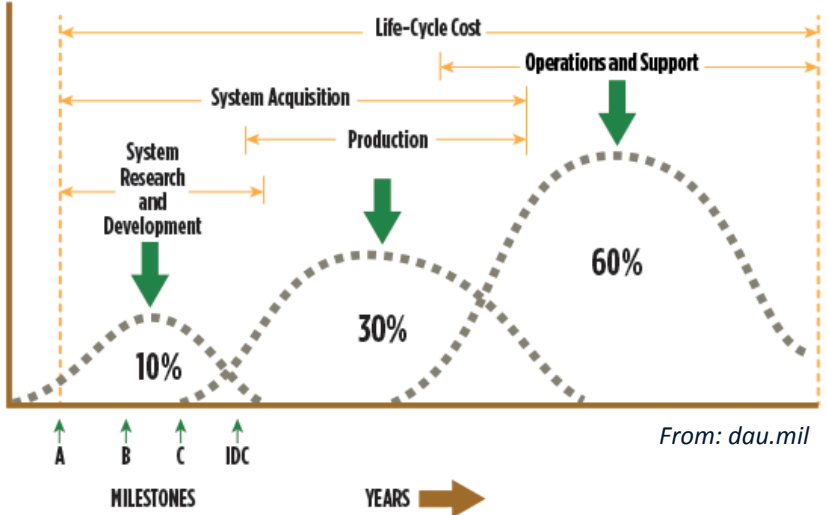 Life-Cycle Cost
Operations and Support
System Acquisition
Production
System
Research
and
Development
60%
30%
10%
From: dau.mil
A B C IDC
MILESTONES YEARS